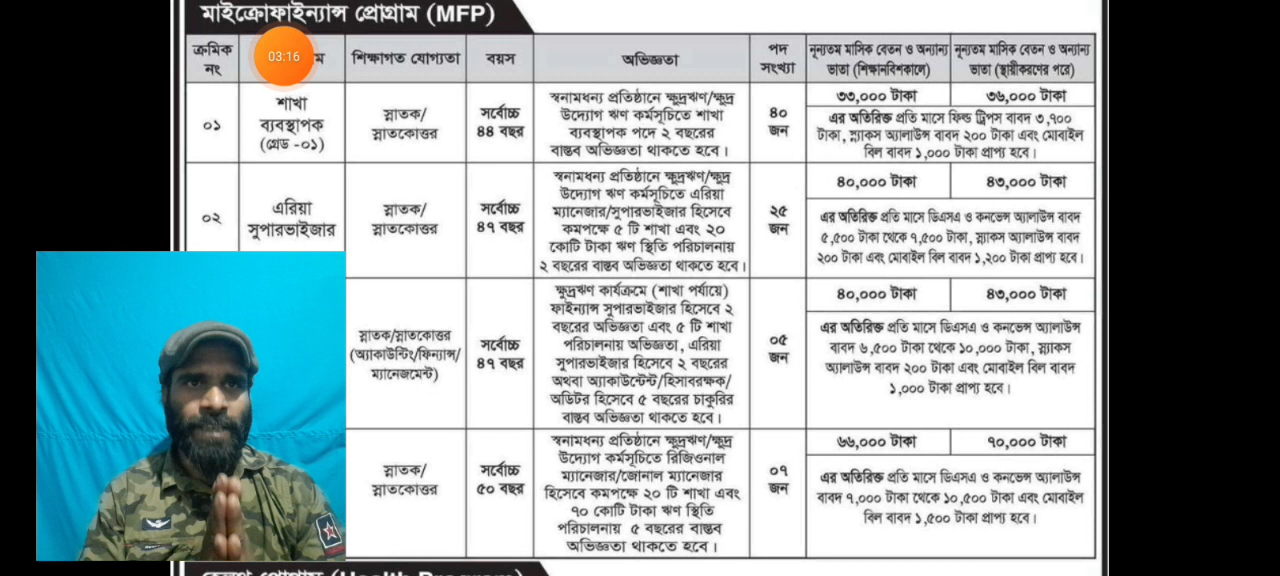 মাইক্রোফাইন্যান্স প্রোগ্রাম (MFP)
ক্রমিক নং
03:16
ম
শিক্ষাগত যোগ্যতা
বয়স
অভিজ্ঞতা
পদ সংখ্যা
নূন্যতম মাসিক বেতন ও অন্যান্য
ভাতা (শিক্ষানবিশকালে)
নূন্যতম মাসিক বেতন ও অন্যান্য
ভাতা (স্থায়ীকরণের পরে)
০১
শাখা
ব্যবস্থাপক
(গ্রেড -০১)
স্নাতক/
স্নাতকোত্তর
সর্বোচ্চ
৪৪ বছর
স্বনামধন্য প্রতিষ্ঠানে ক্ষুদ্রঋণ/ক্ষুদ্র
উদ্যোগ ঋণ কর্মসূচিতে শাখা
ব্যবস্থাপক পদে ২ বছরের
বাস্তব অভিজ্ঞতা থাকতে হবে।
৪০
জন
৩৩,০০০ টাকা
৩৬,০০০ টাকা
এর অতিরিক্ত প্রতি মাসে ফিল্ড ট্রিপস বাবদ ৩,৭০০
টাকা, স্ন্যাকস অ্যালাউন্স বাবদ ২০০ টাকা এবং মোবাইল
বিল বাবদ ১,০০০ টাকা প্রাপ্য হবে।
০২
এরিয়া
সুপারভাইজার
স্নাতক/
স্নাতকোত্তর
সর্বোচ্চ
৪৭ বছর
স্বনামধন্য প্রতিষ্ঠানে ক্ষুদ্রঋণ/ক্ষুদ্র
উদ্যোগ ঋণ কর্মসূচিতে এরিয়া
ম্যানেজার/সুপারভাইজার হিসেবে
কমপক্ষে ৫ টি শাখা এবং ২০
কোটি টাকা ঋণ স্থিতি পরিচালনায়
২ বছরের বাস্তব অভিজ্ঞতা থাকতে হবে।
২৫
জন
৪০,০০০ টাকা
৪৩,০০০ টাকা
এর অতিরিক্ত প্রতি মাসে ডিএসএ ও কনভেন্স অ্যালাউন্স বাবদ
৫,৫০০ টাকা থেকে ৭,৫০০ টাকা, স্ন্যাকস অ্যালাউন্স বাবদ
২০০ টাকা এবং মোবাইল বিল বাবদ ১,২০০ টাকা প্রাপ্য হবে।
স্নাতক/স্নাতকোত্তর
(অ্যাকাউন্টিং/ফিন্যান্স/
ম্যানেজমেন্ট)
সর্বোচ্চ
৪৭ বছর
ক্ষুদ্রঋণ কার্যক্রমে (শাখা পর্যায়ে)
ফাইন্যান্স সুপারভাইজার হিসেবে ২
বছরের অভিজ্ঞতা এবং ৫ টি শাখা
পরিচালনায় অভিজ্ঞতা, এরিয়া
সুপারভাইজার হিসেবে ২ বছরের
অথবা অ্যাকাউন্টেন্ট/হিসাবরক্ষক/
অডিটর হিসেবে ৫ বছরের চাকুরির
বাস্তব অভিজ্ঞতা থাকতে হবে।
০৫
জন
৪০,০০০ টাকা
৪৩,০০০ টাকা
এর অতিরিক্ত প্রতি মাসে ডিএসএ ও কনভেন্স অ্যালাউন্স
বাবদ ৬,৫০০ টাকা থেকে ১০,০০০ টাকা, স্ন্যাকস
অ্যালাউন্স বাবদ ২০০ টাকা এবং মোবাইল বিল বাবদ
১,০০০ টাকা প্রাপ্য হবে।
স্নাতক/
স্নাতকোত্তর
সর্বোচ্চ
৫০ বছর
স্বনামধন্য প্রতিষ্ঠানে ক্ষুদ্রঋণ/ক্ষুদ্র
উদ্যোগ ঋণ কর্মসূচিতে রিজিওনাল
ম্যানেজার/জোনাল ম্যানেজার
হিসেবে কমপক্ষে ২০ টি শাখা এবং
৭০ কোটি টাকা ঋণ স্থিতি
পরিচালনায় ৫ বছরের বাস্তব
অভিজ্ঞতা থাকতে হবে।
০৭
জন
৬৬,০০০ টাকা
৭০,০০০ টাকা
এর অতিরিক্ত প্রতি মাসে ডিএসএ ও কনভেন্স অ্যালাউন্স
বাবদ ৭,০০০ টাকা থেকে ১০,৫০০ টাকা এবং মোবাইল
বিল বাবদ ১,৫০০ টাকা প্রাপ্য হবে।
প্রোগ্রাম (Health Program)